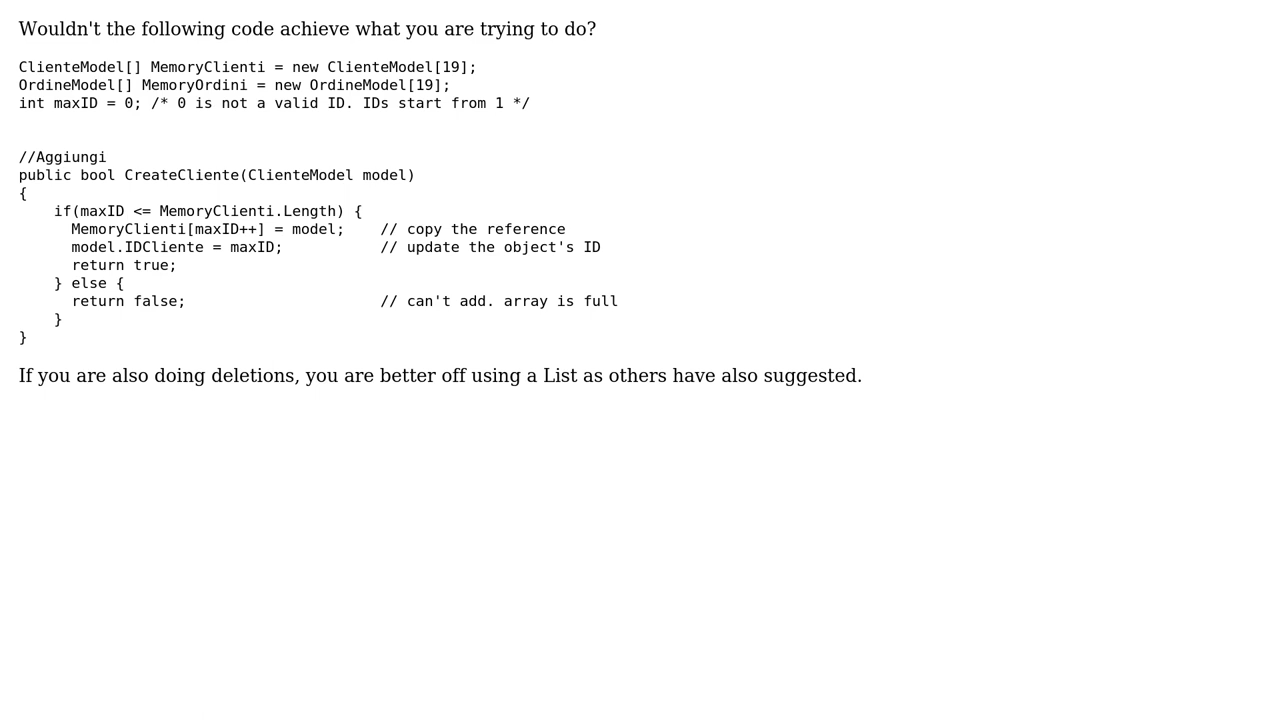 Wouldn't the following code achieve what you are trying to do?
ClienteModel[] MemoryClienti = new ClienteModel[19];
OrdineModel[] MemoryOrdini = new OrdineModel[19];
int maxID = 0; /* 0 is not a valid ID. IDs start from 1 */
//Aggiungi
public bool CreateCliente(ClienteModel model)
{
    if(maxID <= MemoryClienti.Length) {
      MemoryClienti[maxID++] = model;    // copy the reference
      model.IDCliente = maxID;           // update the object's ID
      return true;
    } else {
      return false;                      // can't add. array is full
    }
}
If you are also doing deletions, you are better off using a List as others have also suggested.